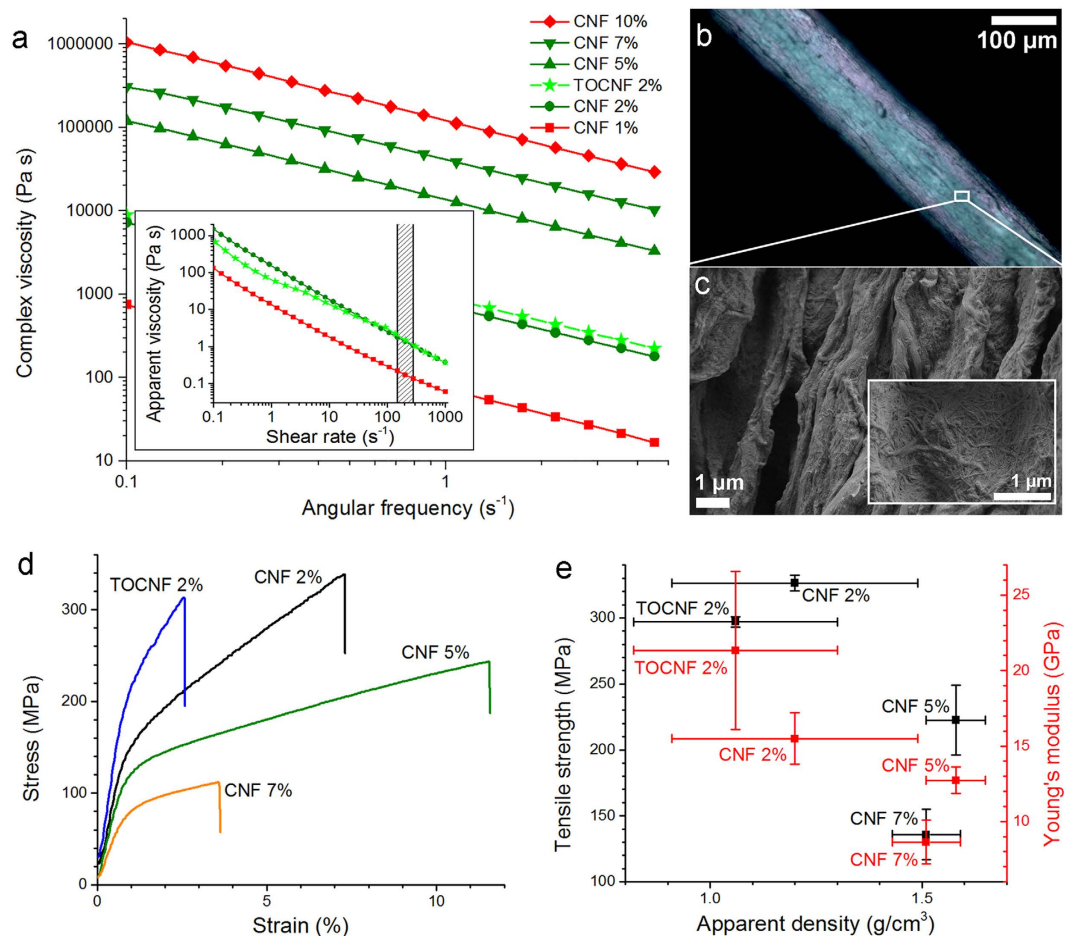 a
CNF 10%
CNF 7%
CNF 5%
TOCNF 2%
CNF 2%
CNF 1%
Complex viscosity (Pa s)
1000000
100000
10000
1000
100
10
0.1
1
Angular frequency (s⁻¹)
Apparent viscosity (Pa s)
1000
100
10
1
0.1
0.1
1
10
100
1000
Shear rate (s⁻¹)
b
100 µm
c
1 µm
1 µm
d
TOCNF 2%
CNF 2%
CNF 5%
CNF 7%
Stress (MPa)
300
200
100
0
0
5
10
Strain (%)
e
Tensile strength (MPa)
300
250
200
150
100
TOCNF 2%
CNF 2%
TOCNF 2%
CNF 2%
CNF 5%
CNF 5%
CNF 7%
CNF 7%
1.0
1.5
Apparent density (g/cm³)
25
20
15
10
Young's modulus (GPa)